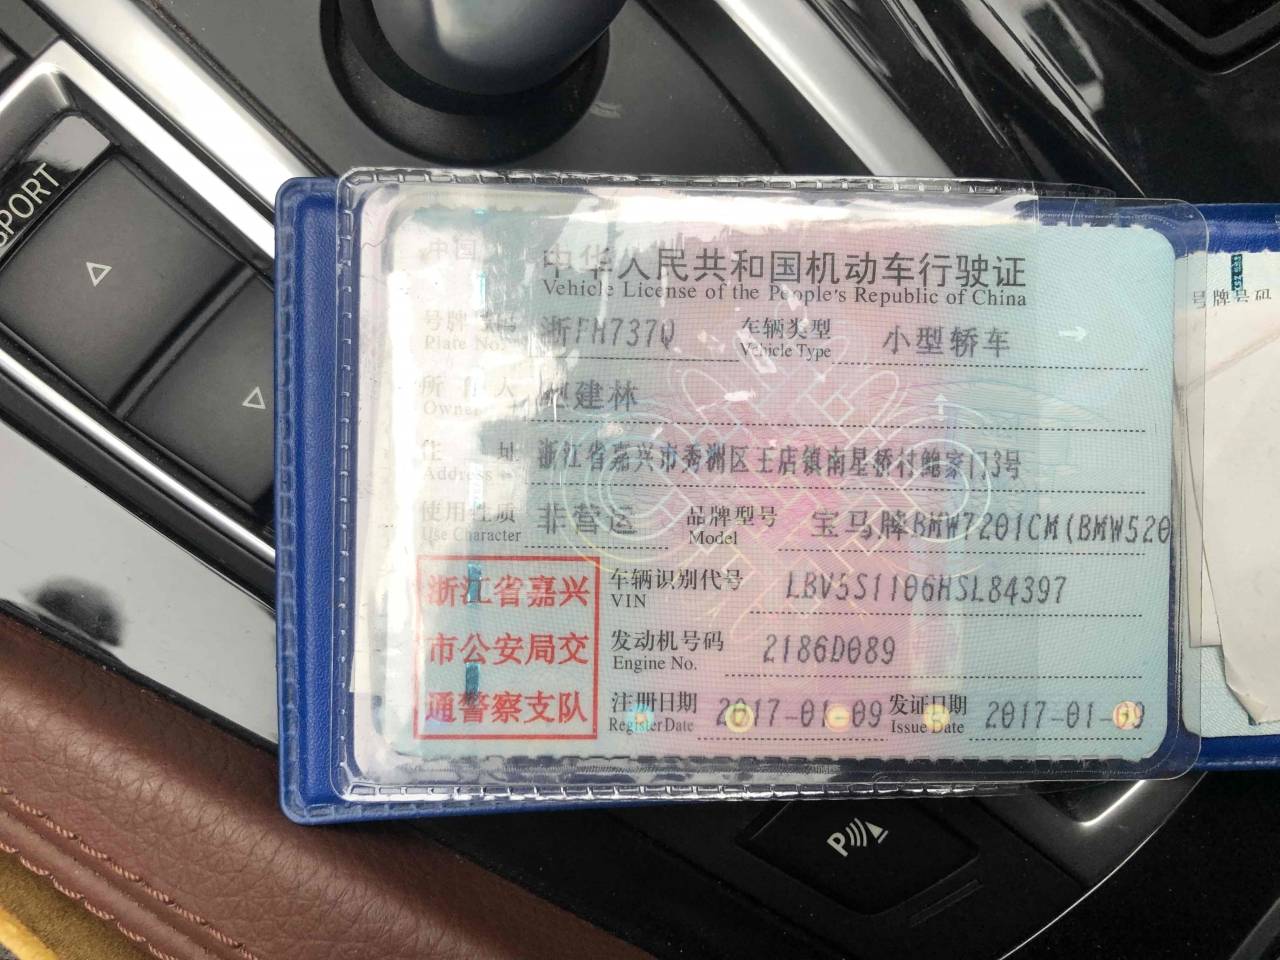 SPORT
中华人民共和国机动车行驶证
Vehicle License of the People's Republic of China
号牌号码 浙FH737Q 车辆类型 小型轿车
Plate No. Vehicle Type
所有人 建林
Owner
住址 浙江省嘉兴市秀洲区王店镇南星桥村鲍家门3号
Address
使用性质 非营运 品牌型号 宝马牌BMW7201CM(BMW520
Use Character Model
浙江省嘉兴
市公安局交
通警察支队
车辆识别代号 LBV5S1106HSL84397
VIN
发动机号码 2186D089
Engine No.
注册日期 2017-01-09 发证日期 2017-01-09
Register Date Issue Date
号牌号码
P